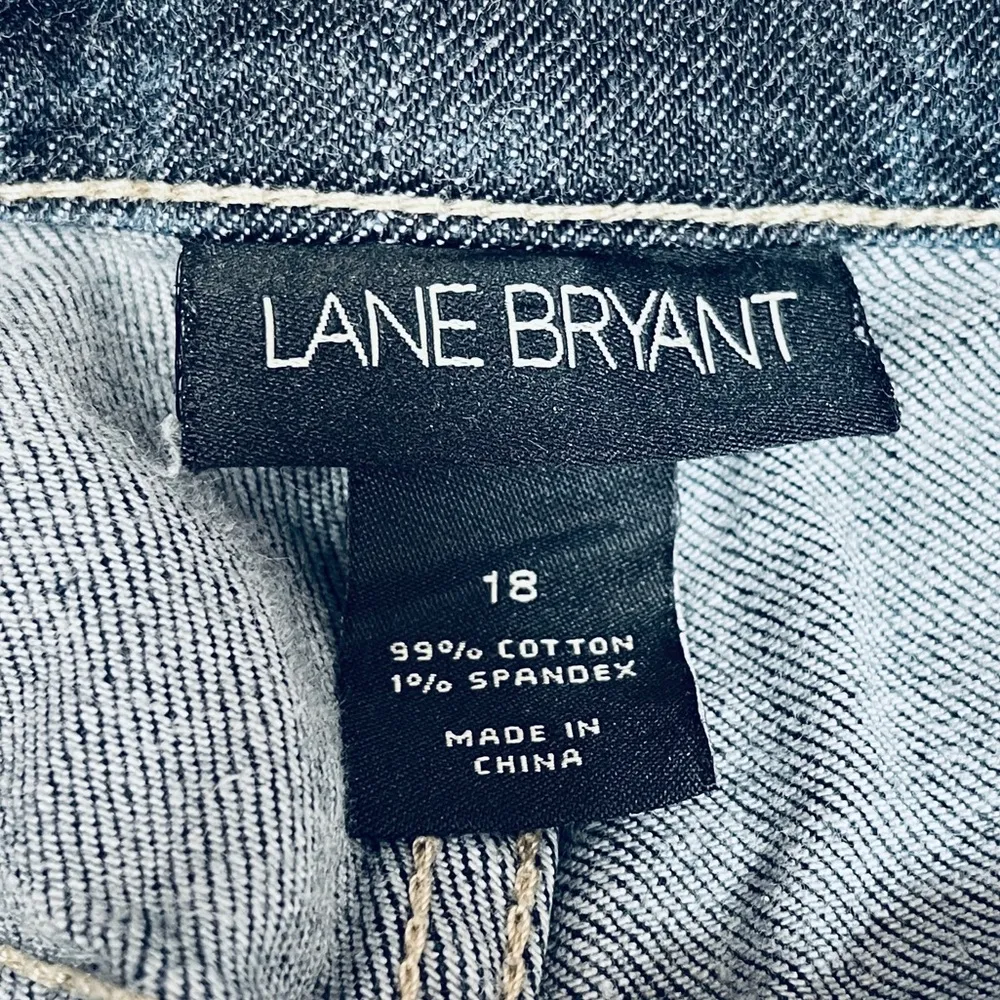 LANE BRYANT
18
99% COTTON
1% SPANDEX
MADE IN
CHINA